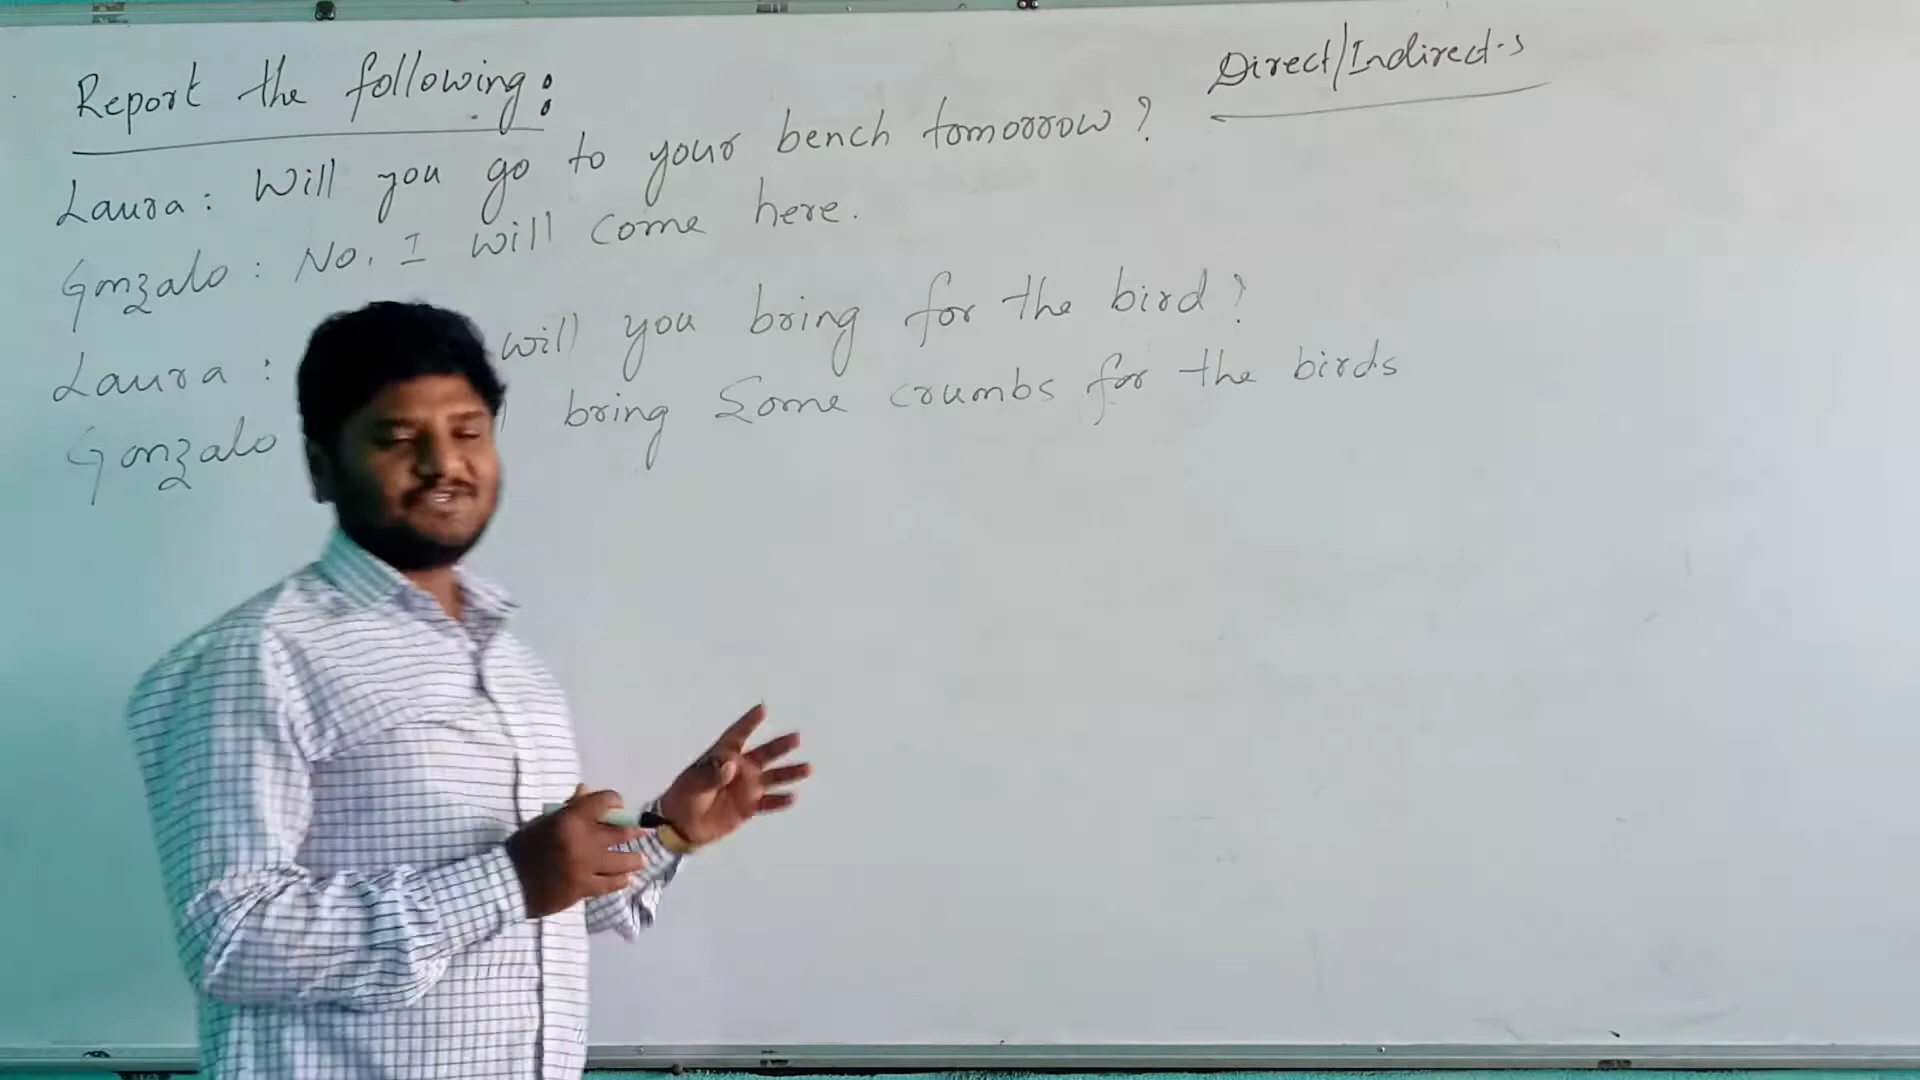 Report the following:
Direct/Indirect-s
Laura: Will you go to your bench tomorrow?
Gonzalo: No. I will come here.
Laura: will you bring for the bird?
Gonzalo bring Some crumbs for the birds